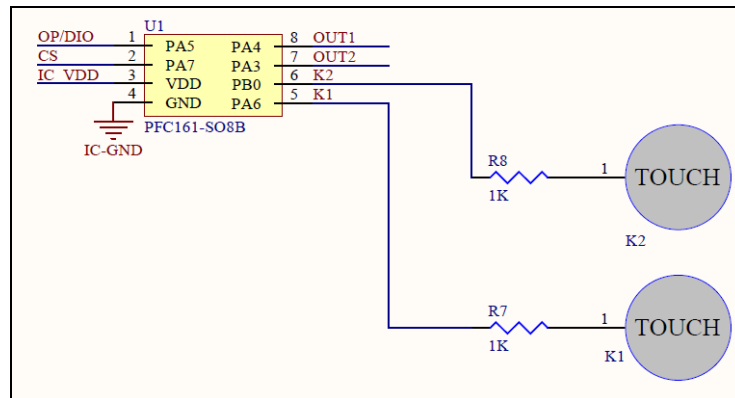 U1
OP/DIO 1 PA5 PA4 8 OUT1
CS 2 PA7 PA3 7 OUT2
IC_VDD 3 VDD PB0 6 K2
4 GND PA6 5 K1
PFC161-SO8B
IC-GND
R8
1K
1
TOUCH
K2
R7
1K
1
TOUCH
K1